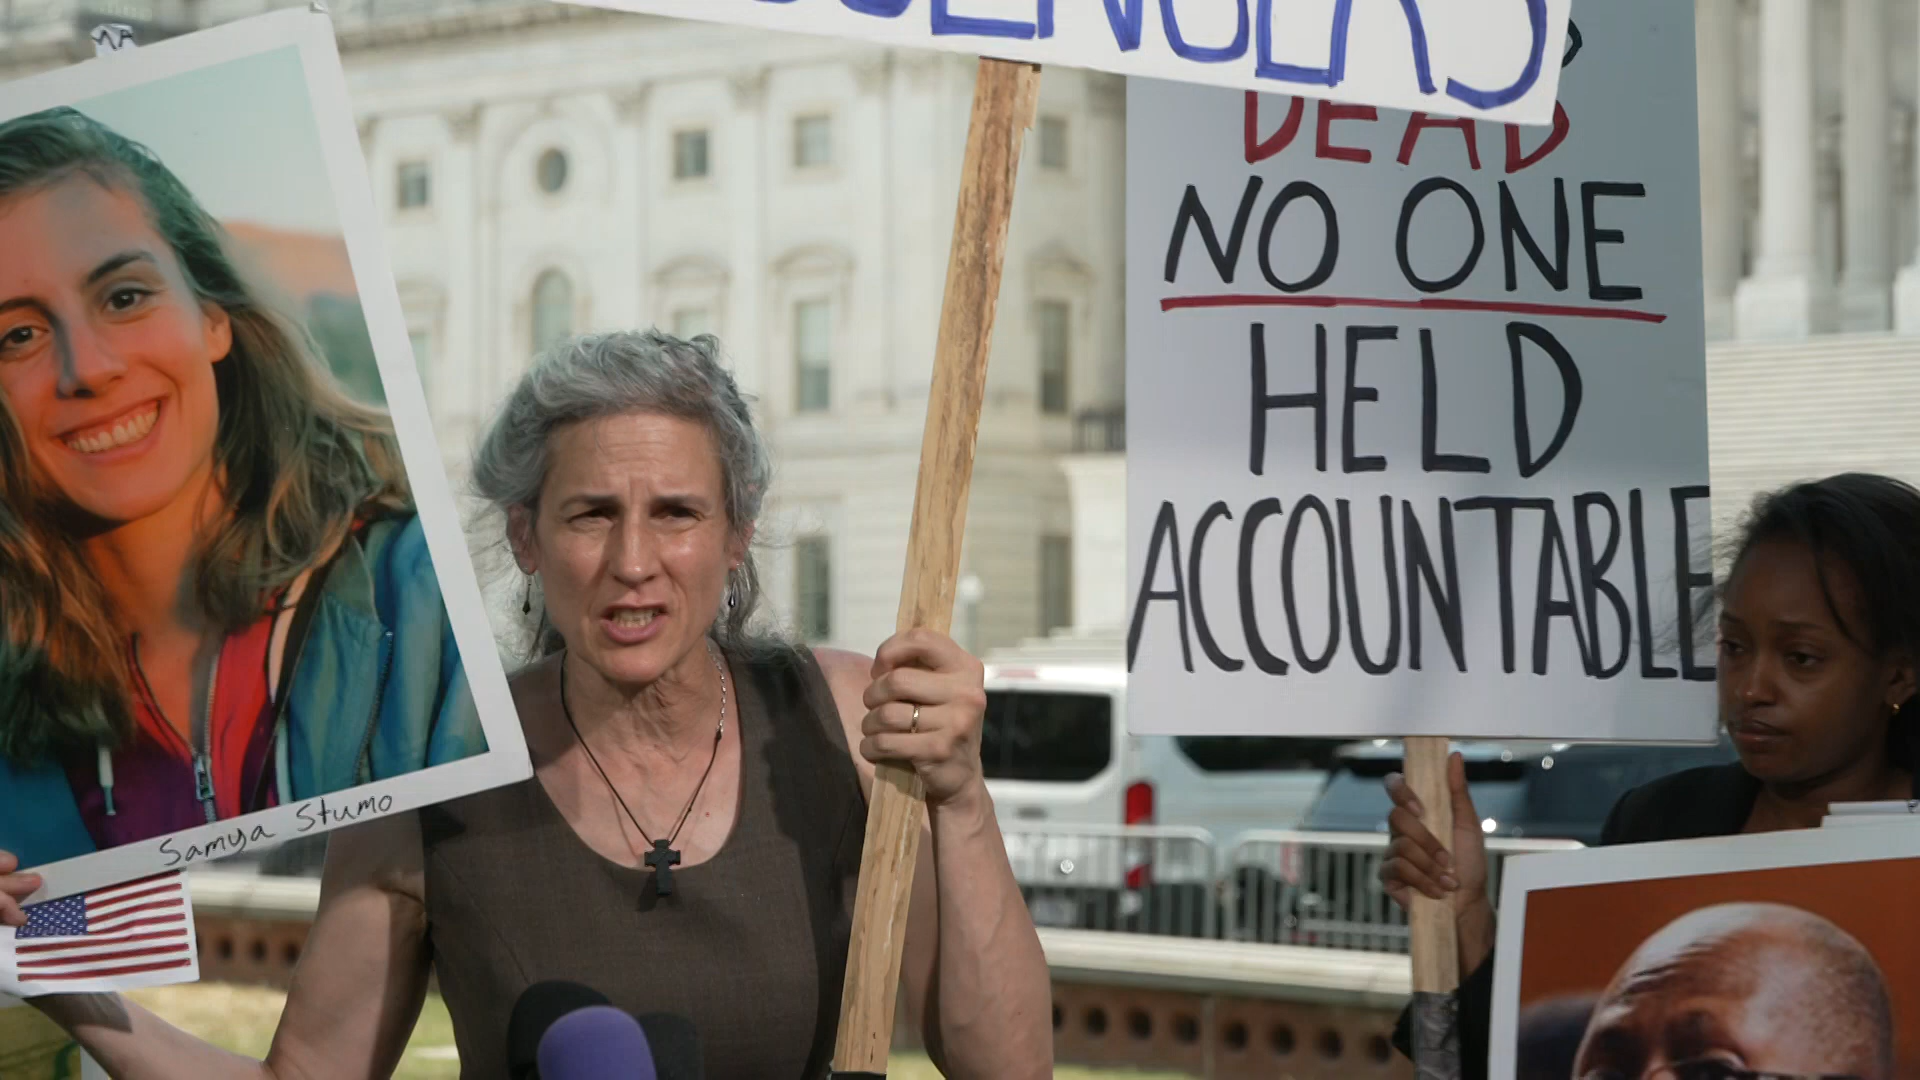 DEAD
NO ONE
HELD
ACCOUNTABLE
Samya Stumo